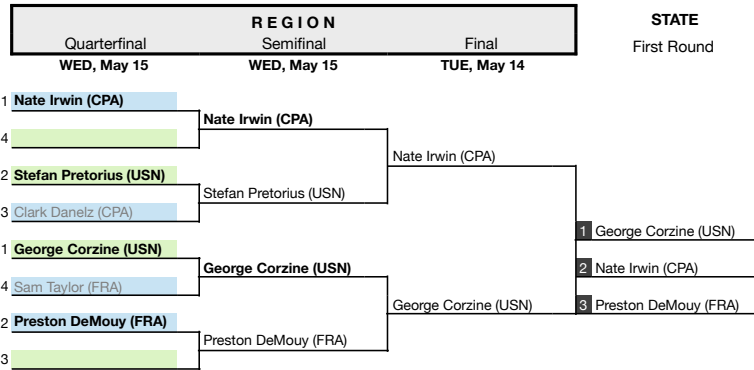 REGION
STATE
Quarterfinal
Semifinal
Final
First Round
WED, May 15
WED, May 15
TUE, May 14
1 Nate Irwin (CPA)
Nate Irwin (CPA)
4
Nate Irwin (CPA)
2 Stefan Pretorius (USN)
Stefan Pretorius (USN)
3 Clark Danelz (CPA)
1 George Corzine (USN)
1 George Corzine (USN)
George Corzine (USN)
2 Nate Irwin (CPA)
4 Sam Taylor (FRA)
George Corzine (USN)
3 Preston DeMouy (FRA)
2 Preston DeMouy (FRA)
Preston DeMouy (FRA)
3